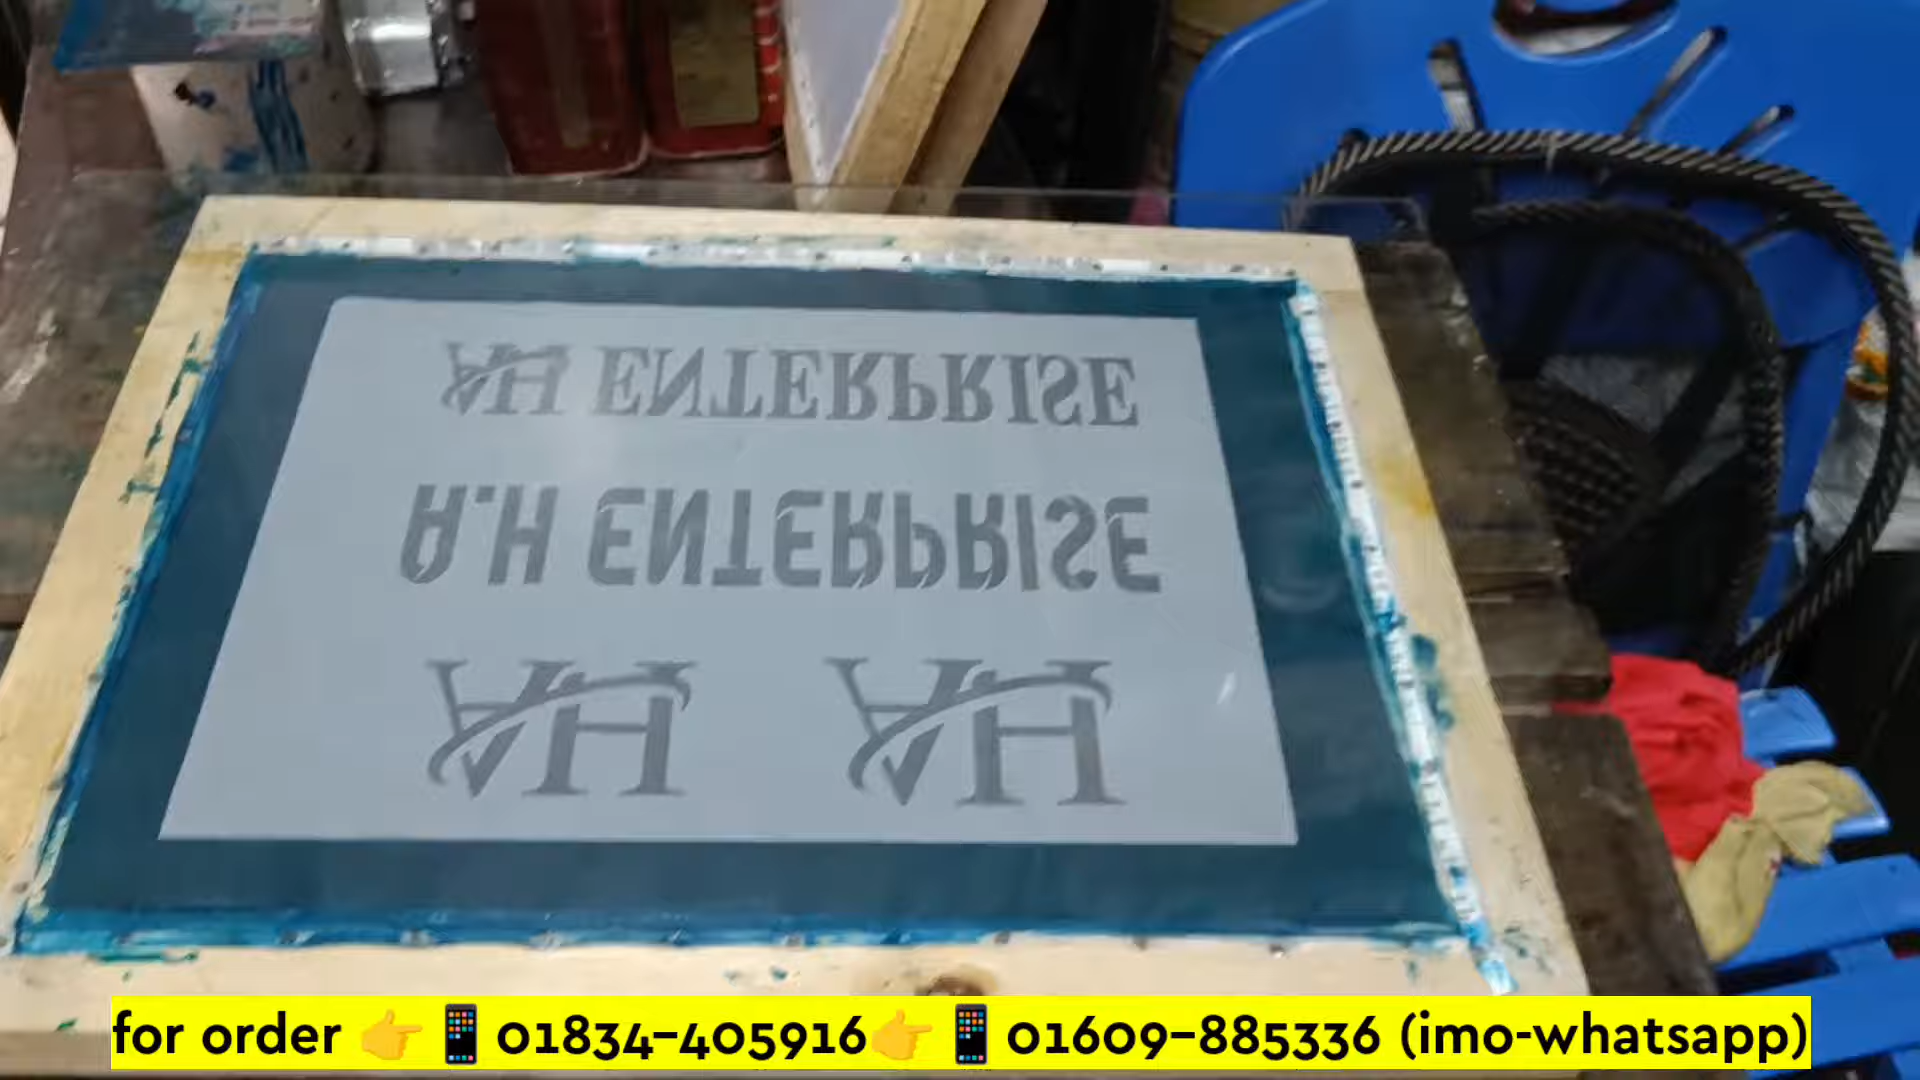 AH ENTERPRISE
A.H ENTERPRISE
AH AH
for order 👉📱01834-405916👉📱01609-885336 (imo-whatsapp)